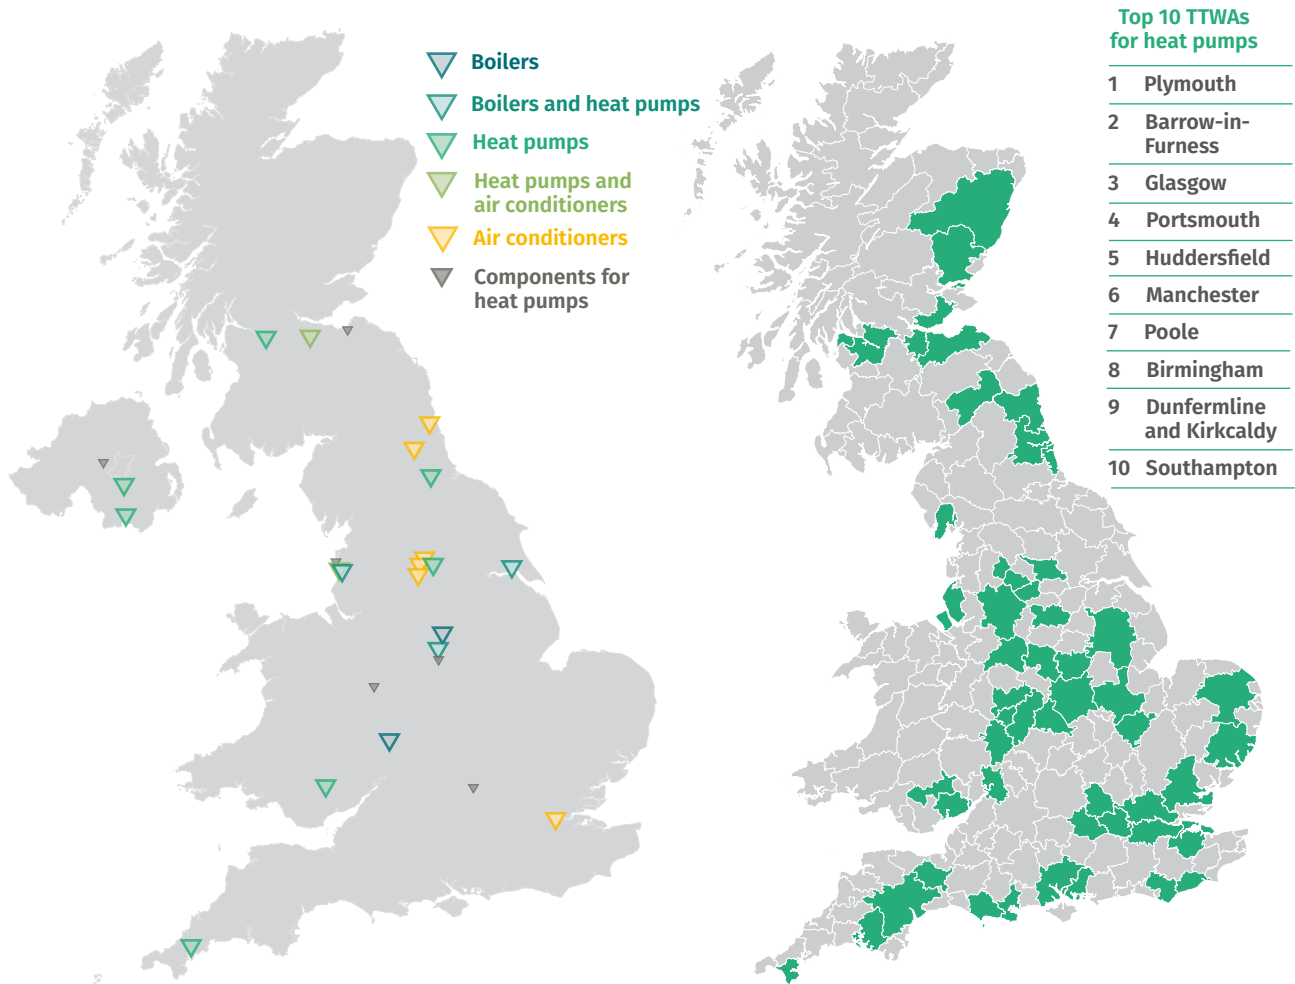 Boilers
Boilers and heat pumps
Heat pumps
Heat pumps and
air conditioners
Air conditioners
Components for
heat pumps
Top 10 TTWAs
for heat pumps
1 Plymouth
2 Barrow-in-
Furness
3 Glasgow
4 Portsmouth
5 Huddersfield
6 Manchester
7 Poole
8 Birmingham
9 Dunfermline
and Kirkcaldy
10 Southampton